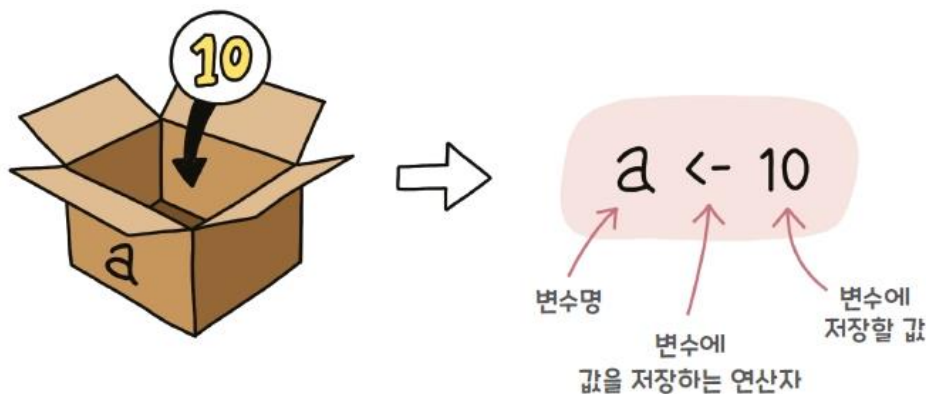 10
a
a <- 10
변수명
변수에
값을 저장하는 연산자
변수에
저장할 값